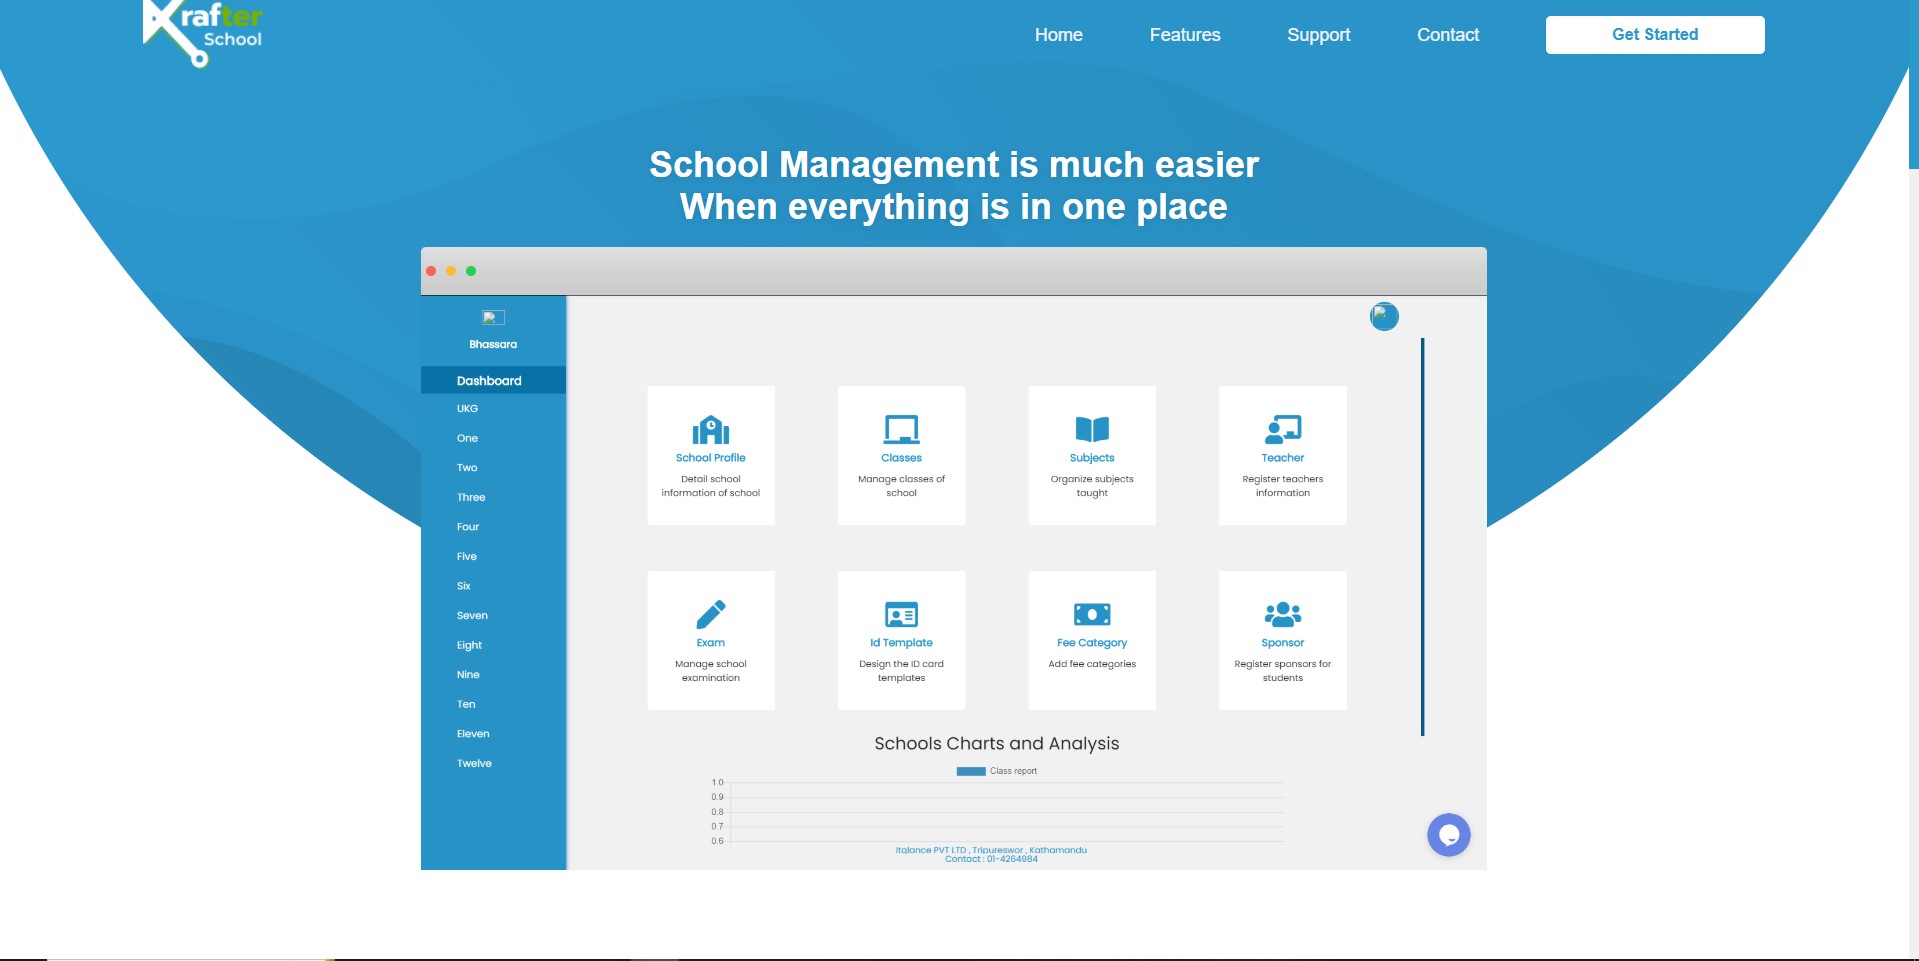 Krafter
School
Home
Features
Support
Contact
Get Started
School Management is much easier
When everything is in one place
Bhassara
Dashboard
UKG
One
Two
Three
Four
Five
Six
Seven
Eight
Nine
Ten
Eleven
Twelve
School Profile
Detail school
information of school
Classes
Manage classes of
school
Subjects
Organize subjects
taught
Teacher
Register teachers
information
Exam
Manage school
examination
Id Template
Design the ID card
templates
Fee Category
Add fee categories
Sponsor
Register sponsors for
students
Schools Charts and Analysis
Class report
1.0
0.9
0.8
0.7
0.6
Itglance PVT LTD , Tripureswor , Kathamandu
Contact : 01-4264984